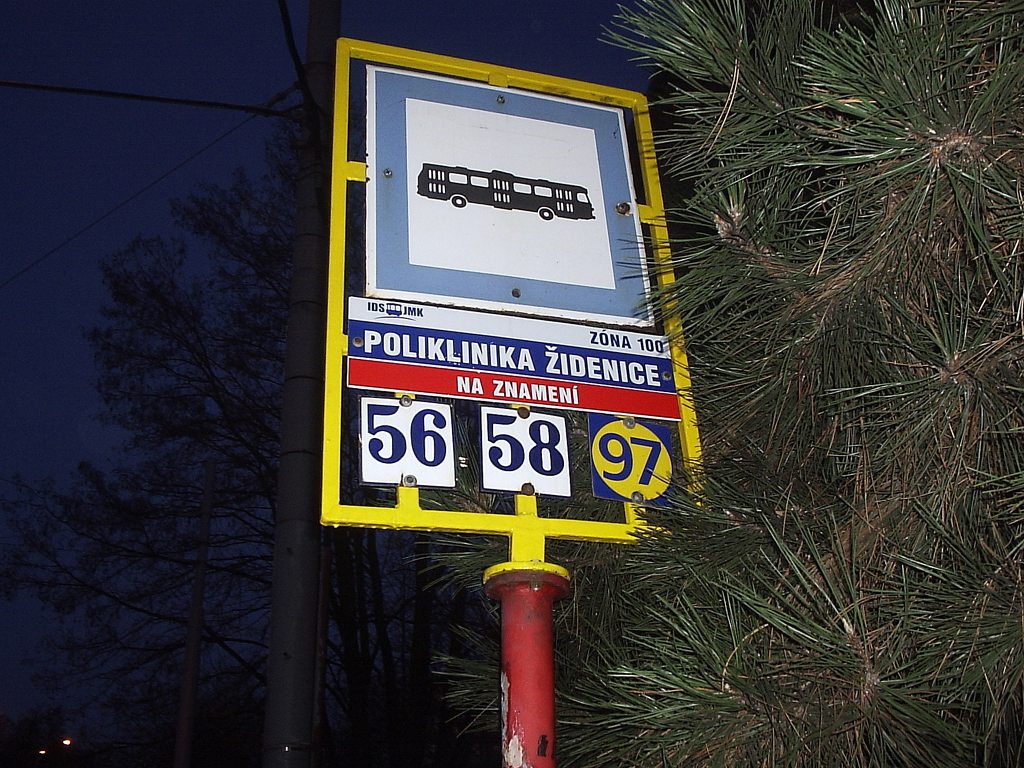 IDS JMK
ZÓNA 100
POLIKLINIKA ŽIDENICE
NA ZNAMENÍ
56 58 97